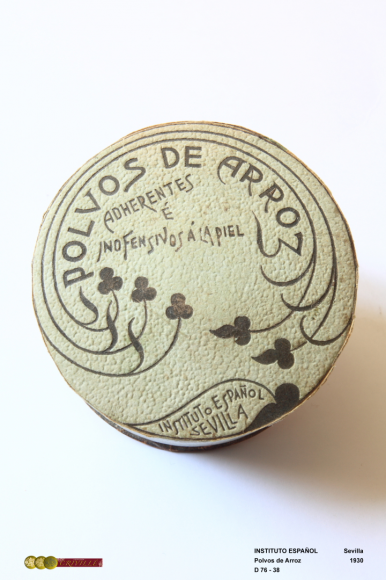 POLVOS DE ARROZ
ADHERENTES
É
INOFENSIVOS Á LA PIEL
INSTITUTO ESPAÑOL
SEVILLA
INSTITUTO ESPAÑOL Sevilla
Polvos de Arroz 1930
D 76 - 38